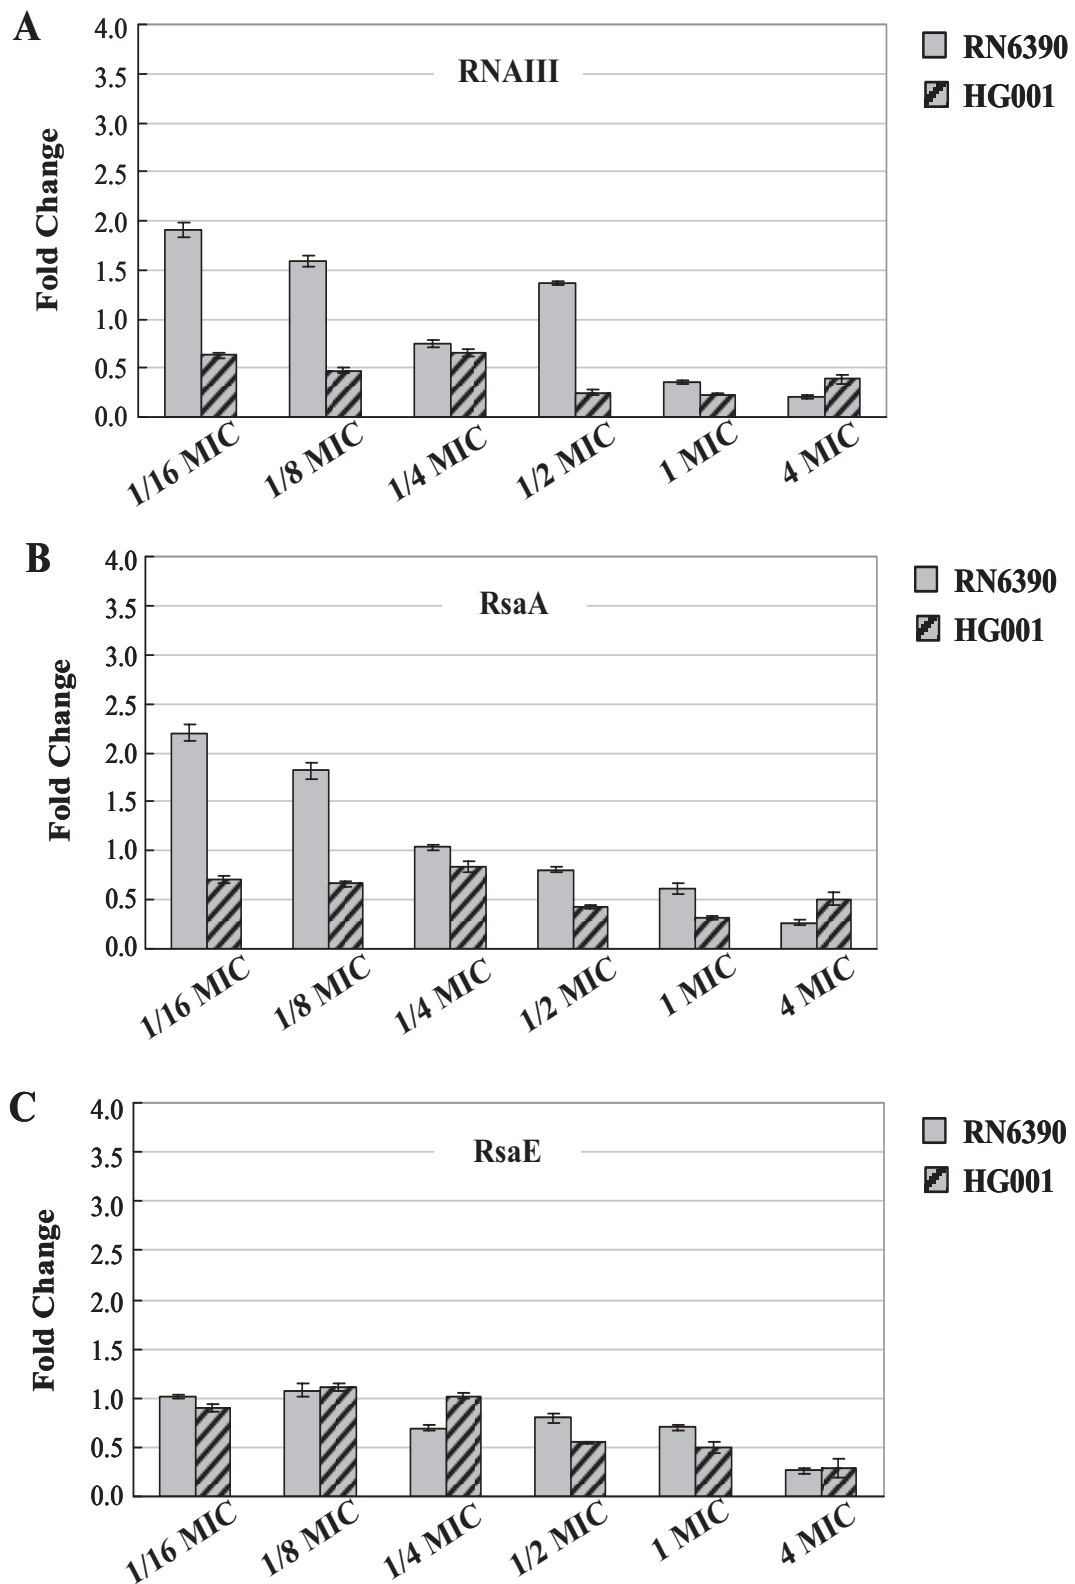 A
RNAIII
RN6390
HG001
Fold Change
4.0
3.5
3.0
2.5
2.0
1.5
1.0
0.5
0.0
1/16 MIC
1/8 MIC
1/4 MIC
1/2 MIC
1 MIC
4 MIC
B
RsaA
RN6390
HG001
Fold Change
4.0
3.5
3.0
2.5
2.0
1.5
1.0
0.5
0.0
1/16 MIC
1/8 MIC
1/4 MIC
1/2 MIC
1 MIC
4 MIC
C
RsaE
RN6390
HG001
Fold Change
4.0
3.5
3.0
2.5
2.0
1.5
1.0
0.5
0.0
1/16 MIC
1/8 MIC
1/4 MIC
1/2 MIC
1 MIC
4 MIC